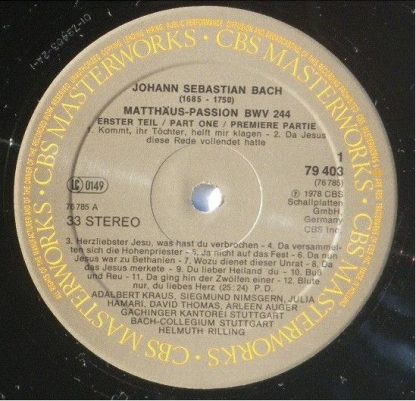 CBS MASTERWORKS · CBS MASTERWORKS · CBS MASTERWORKS · CBS MASTERWORKS
JOHANN SEBASTIAN BACH
(1685 - 1750)
MATTHÄUS-PASSION BWV 244
ERSTER TEIL / PART ONE / PREMIERE PARTIE
1. Kommt, ihr Töchter, helft mir klagen - 2. Da Jesus
diese Rede vollendet hatte
LC 0149
1
79 403
(76 785)
76 785 A
33 STEREO
Ⓟ 1978 CBS
Schallplatten
GmbH
Germany
CBS Inc.
3. Herzliebster Jesu, was hast du verbrochen - 4. Da versammel-
ten sich die Hohenpriester - 5. Ja nicht auf das Fest - 6. Da nun
Jesus war zu Bethanien - 7. Wozu dienet dieser Unrat - 8. Da
das Jesus merkete - 9. Du lieber Heiland du - 10. Buß
und Reu - 11. Da ging hin der Zwölfen einer - 12. Blute
nur, du liebes Herz (25:24) P.D.
ADALBERT KRAUS, SIEGMUND NIMSGERN, JULIA
HAMARI, DAVID THOMAS, ARLEEN AUGER
GÄCHINGER KANTOREI STUTTGART
BACH-COLLEGIUM STUTTGART
HELMUTH RILLING